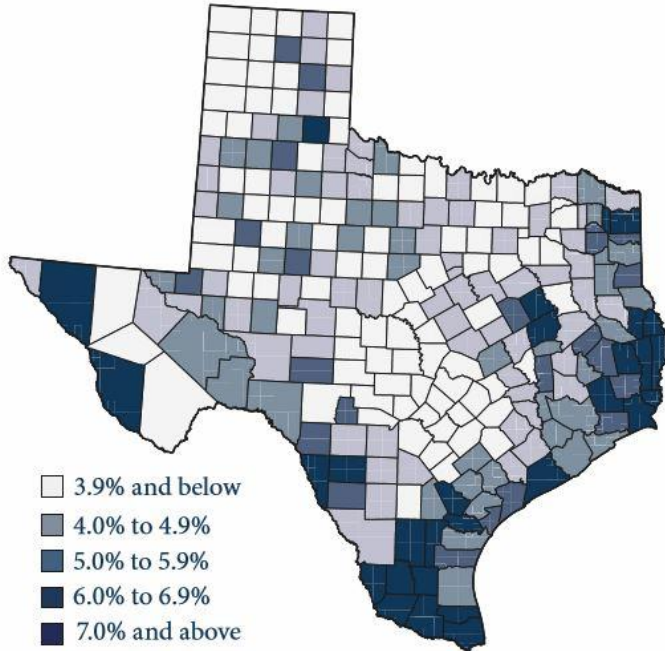 3.9% and below
4.0% to 4.9%
5.0% to 5.9%
6.0% to 6.9%
7.0% and above